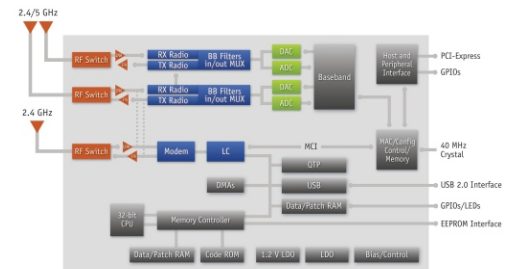 2.4/5 GHz
RF Switch
RX Radio
TX Radio
BB Filters
In/out MUX
DAC
ADC
Baseband
Host and
Peripheral
Interface
PCI-Express
GPIOs
RF Switch
RX Radio
TX Radio
BB Filters
In/out MUX
DAC
ADC
2.4 GHz
RF Switch
Modem
LC
MCI
MAC/Config
Control/
Memory
40 MHz
Crystal
OTP
DMAs
USB
USB 2.0 Interface
Data/Patch RAM
GPIOs/LEDs
32-bit
CPU
Memory Controller
EEPROM Interface
Data/Patch RAM
Code ROM
1.2 V LDO
LDO
Bias/Control